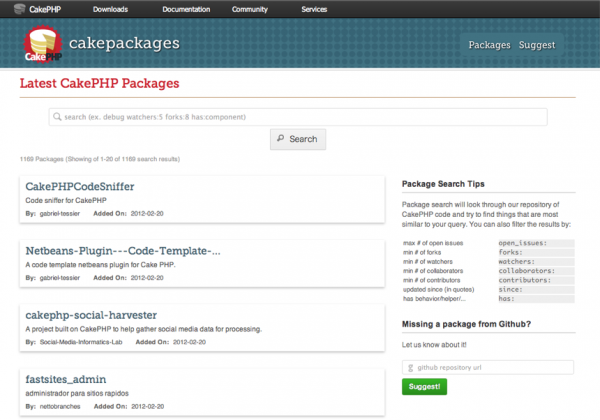 CakePHP Downloads Documentation Community Services
CakePHP
cakepackages
Packages Suggest
Latest CakePHP Packages
search (ex. debug watchers:5 forks:8 has:component)
Search
1169 Packages (Showing of 1-20 of 1169 search results)
CakePHPCodeSniffer
Code sniffer for CakePHP
By: gabriel-tessier Added On: 2012-02-20
Netbeans-Plugin---Code-Template-...
A code template netbeans plugin for Cake PHP.
By: gabriel-tessier Added On: 2012-02-20
cakephp-social-harvester
A project built on CakePHP to help gather social media data for processing.
By: Social-Media-Informatics-Lab Added On: 2012-02-20
fastsites_admin
administrador para sitios rapidos
By: nettobranches Added On: 2012-02-20
Package Search Tips
Package search will look through our repository of
CakePHP code and try to find things that are most
similar to your query. You can also filter the results by:
max # of open issues open_issues:
min # of forks forks:
min # of watchers watchers:
min # of collaborators collaborators:
min # of contributors contributors:
updated since (in quotes) since:
has behavior/helper/... has:
Missing a package from Github?
Let us know about it!
github repository url
Suggest!